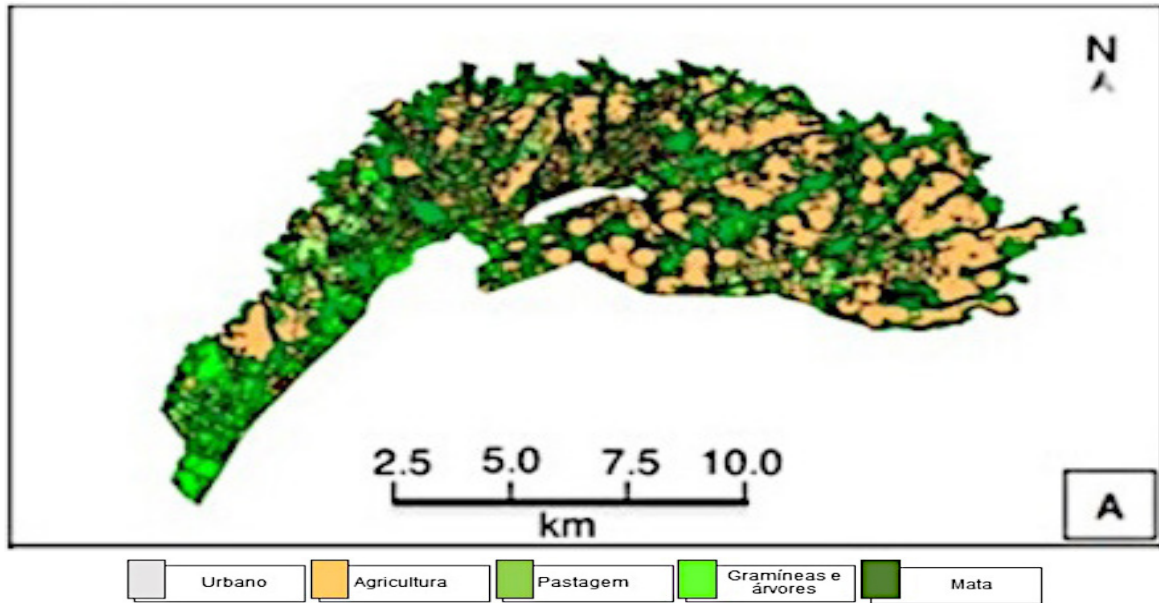 N
2.5 5.0 7.5 10.0
km
A
Urbano
Agricultura
Pastagem
Gramíneas e
árvores
Mata